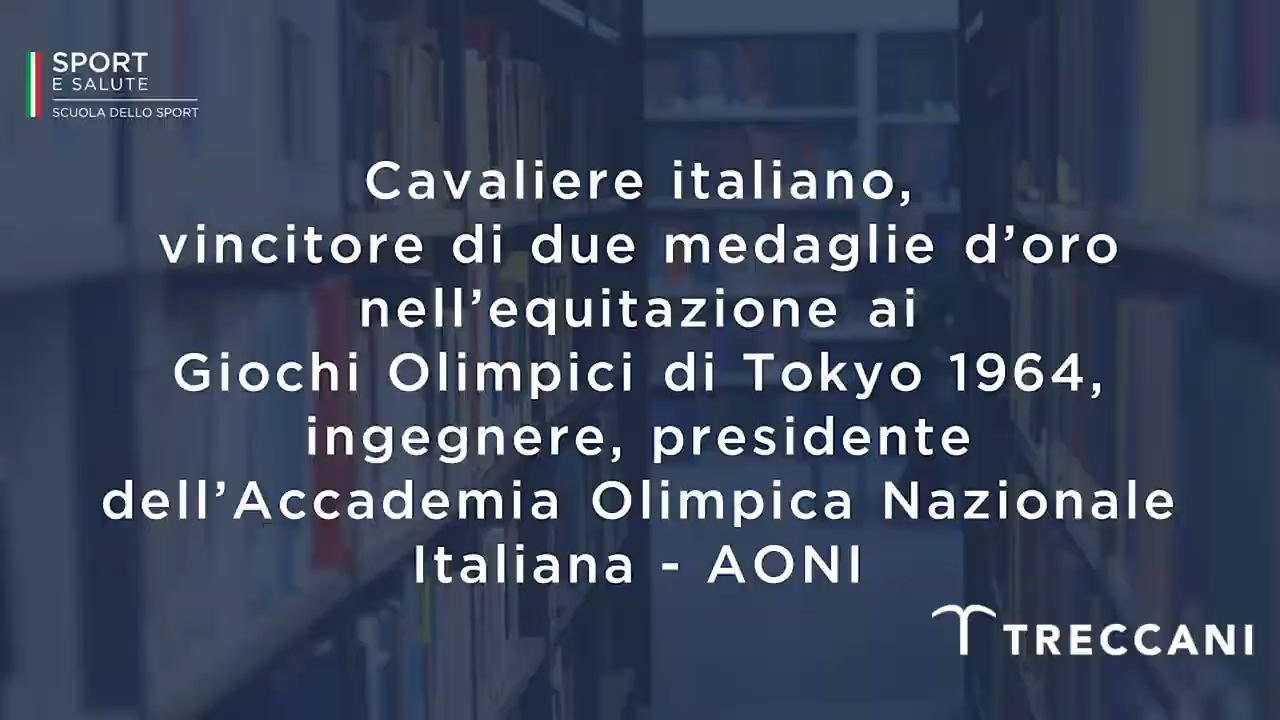 SPORT
E SALUTE
SCUOLA DELLO SPORT
Cavaliere italiano,
vincitore di due medaglie d’oro
nell’equitazione ai
Giochi Olimpici di Tokyo 1964,
ingegnere, presidente
dell’Accademia Olimpica Nazionale
Italiana - AONI
TRECCANI